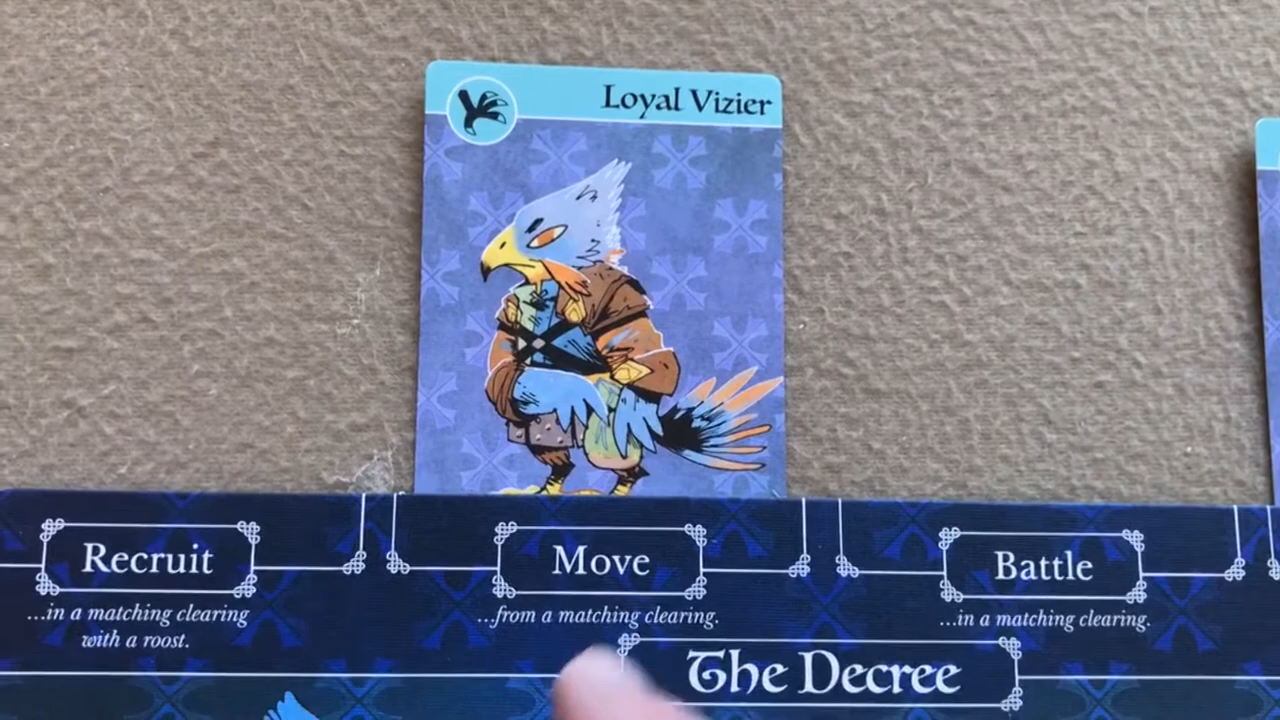 Loyal Vizier
Recruit
...in a matching clearing
with a roost.
Move
...from a matching clearing.
Battle
...in a matching clearing.
The Decree